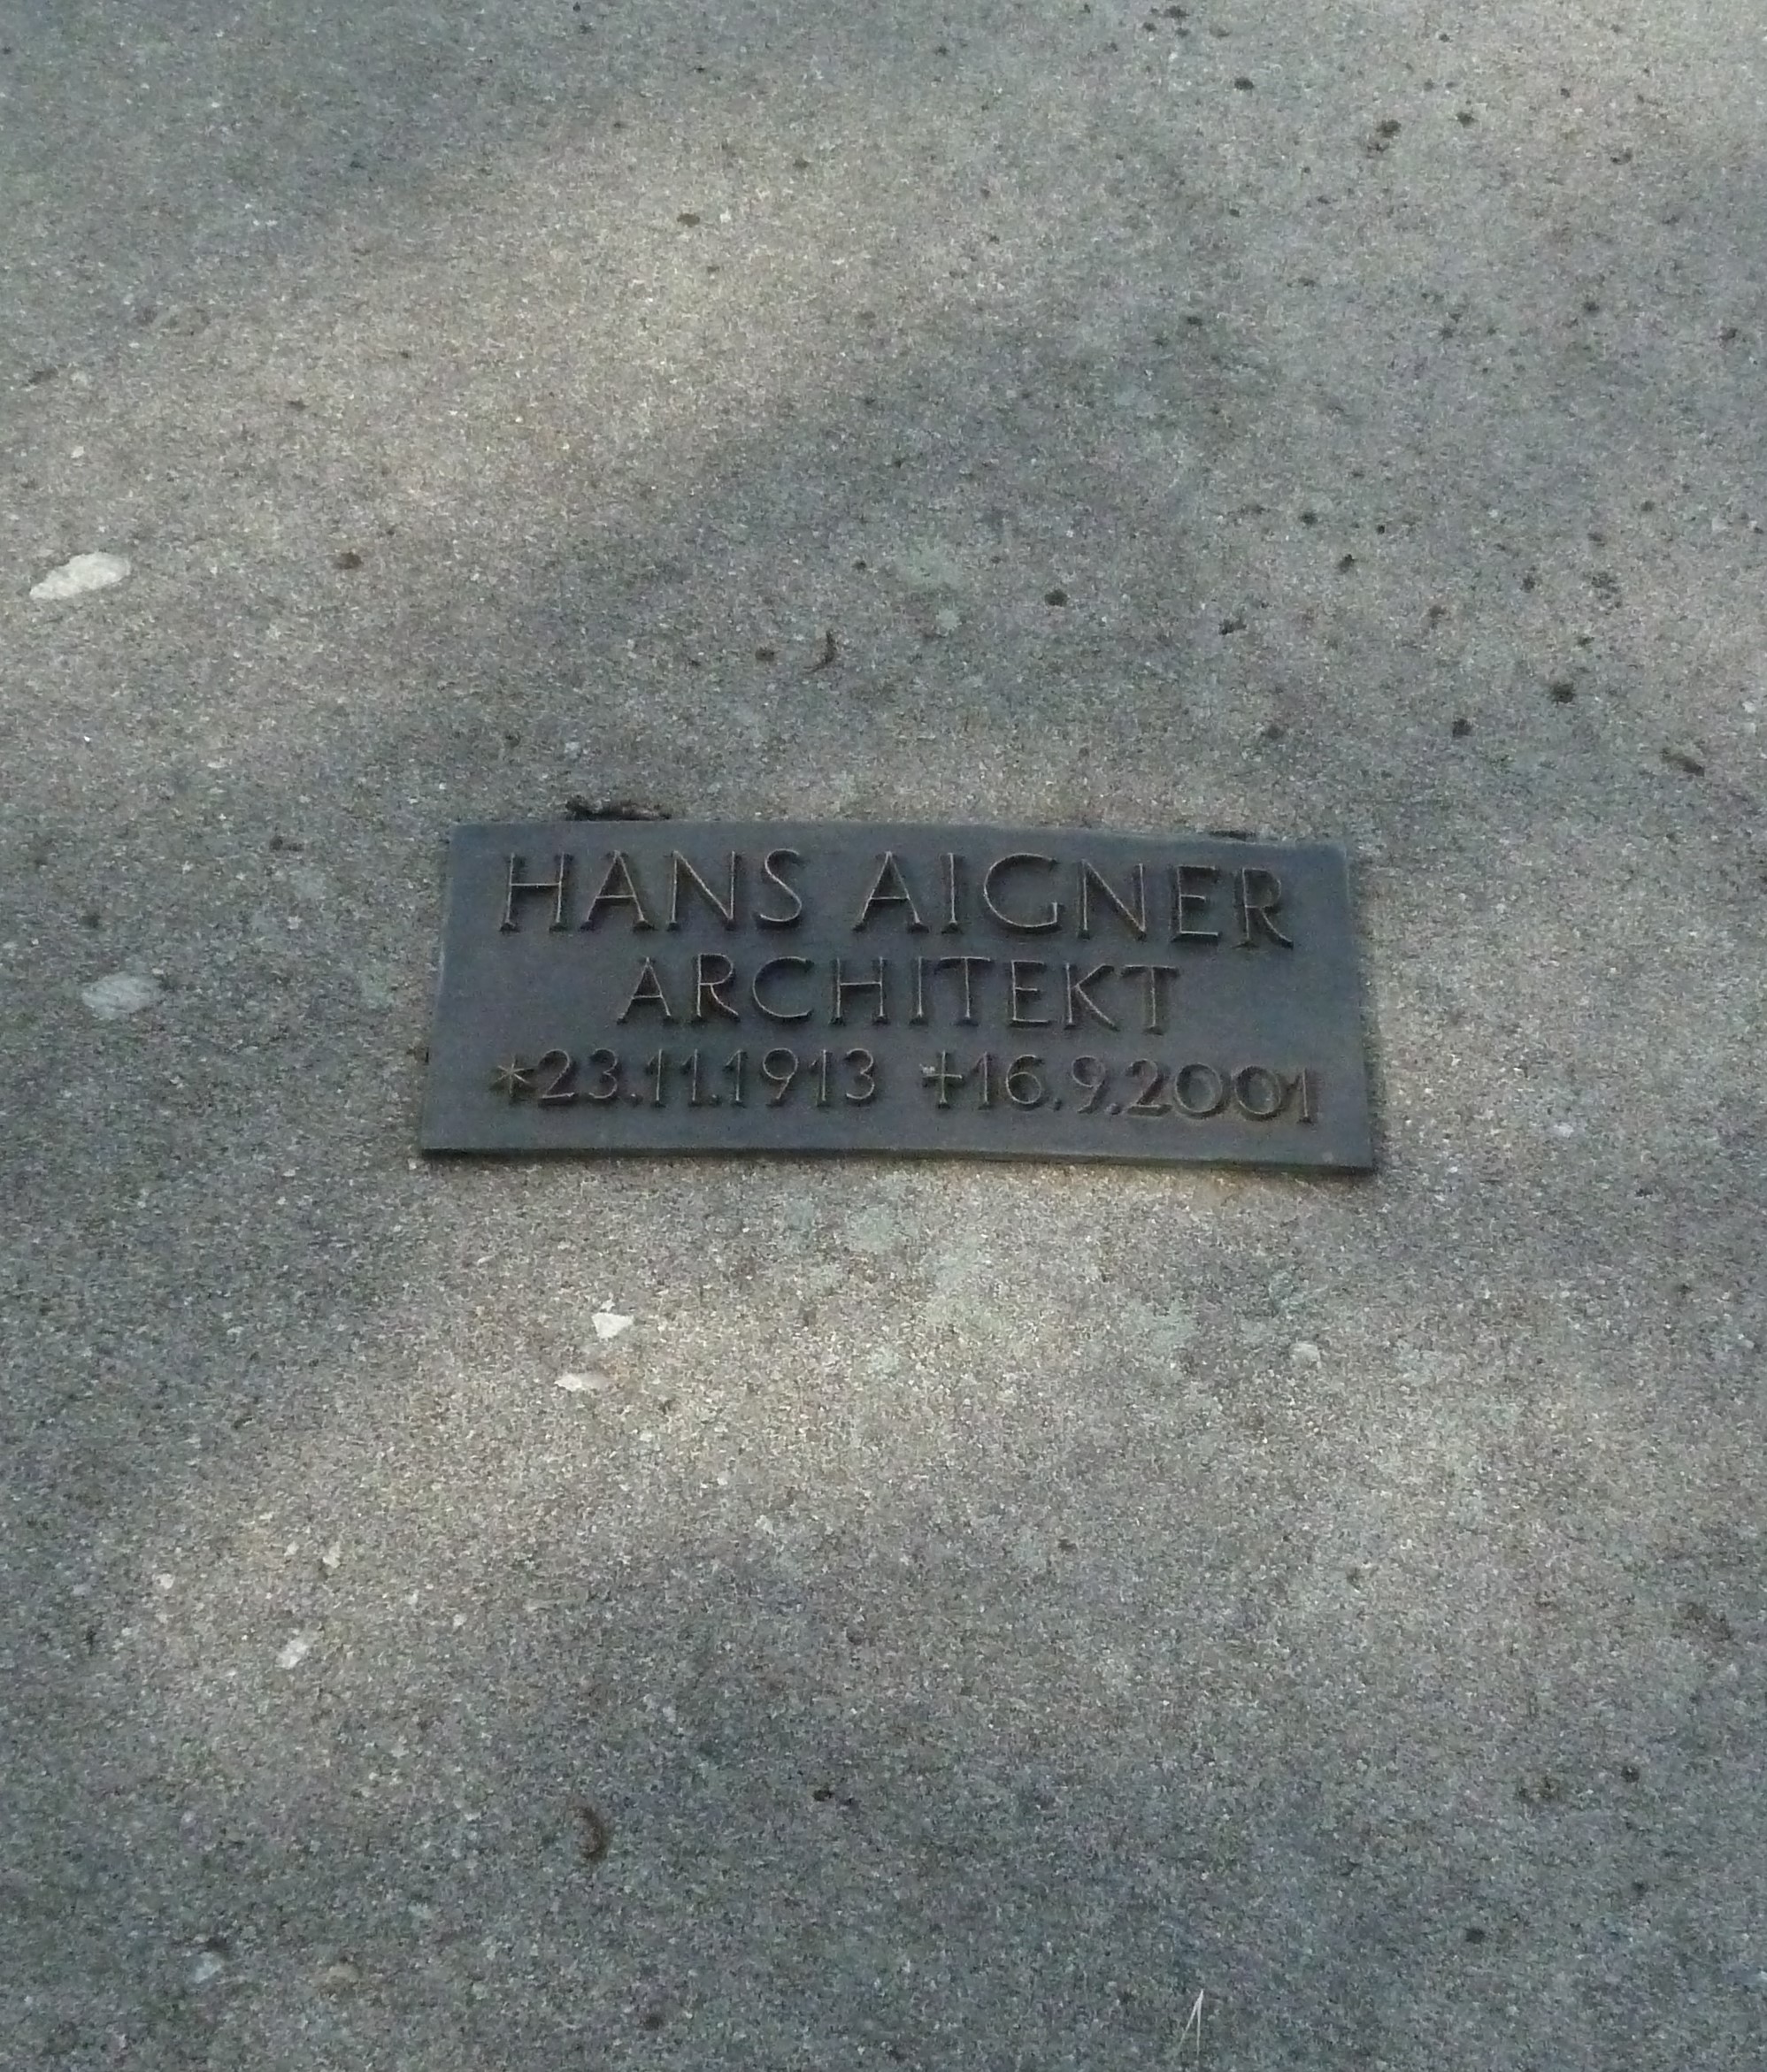 HANS AIGNER
ARCHITEKT
*23.11.1913 ✝16.9.2001